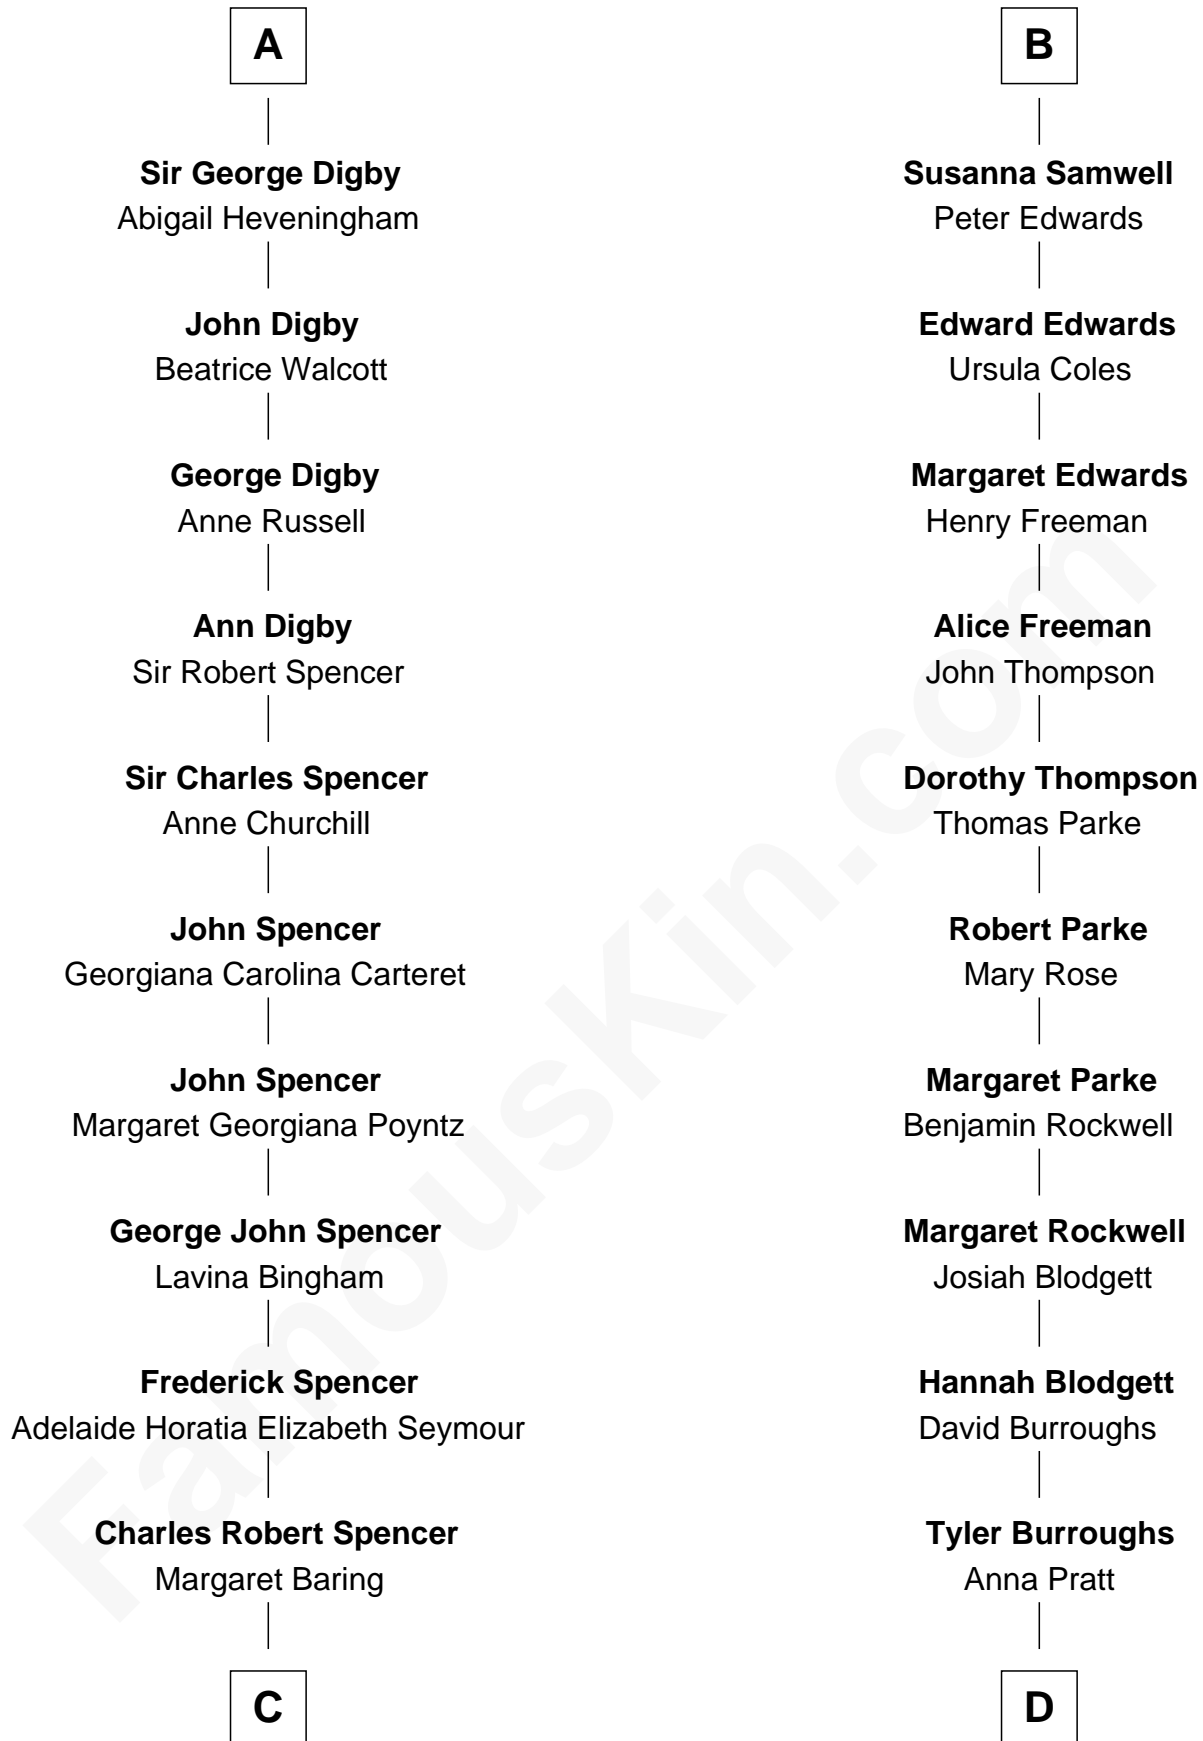 A
Sir George Digby
Abigail Heveningham
John Digby
Beatrice Walcott
George Digby
Anne Russell
Ann Digby
Sir Robert Spencer
Sir Charles Spencer
Anne Churchill
John Spencer
Georgiana Carolina Carteret
John Spencer
Margaret Georgiana Poyntz
George John Spencer
Lavina Bingham
Frederick Spencer
Adelaide Horatia Elizabeth Seymour
Charles Robert Spencer
Margaret Baring
C
B
Susanna Samwell
Peter Edwards
Edward Edwards
Ursula Coles
Margaret Edwards
Henry Freeman
Alice Freeman
John Thompson
Dorothy Thompson
Thomas Parke
Robert Parke
Mary Rose
Margaret Parke
Benjamin Rockwell
Margaret Rockwell
Josiah Blodgett
Hannah Blodgett
David Burroughs
Tyler Burroughs
Anna Pratt
D
FamousKin.com